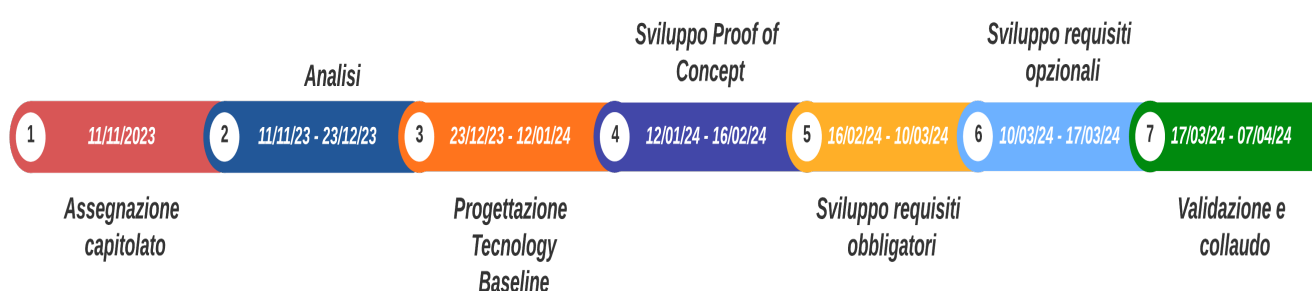 Sviluppo Proof of
Concept
Sviluppo requisiti
opzionali
Analisi
1
11/11/2023
2
11/11/23 - 23/12/23
3
23/12/23 - 12/01/24
4
12/01/24 - 16/02/24
5
16/02/24 - 10/03/24
6
10/03/24 - 17/03/24
7
17/03/24 - 07/04/24
Assegnazione
capitolato
Progettazione
Tecnology
Baseline
Sviluppo requisiti
obbligatori
Validazione e
collaudo